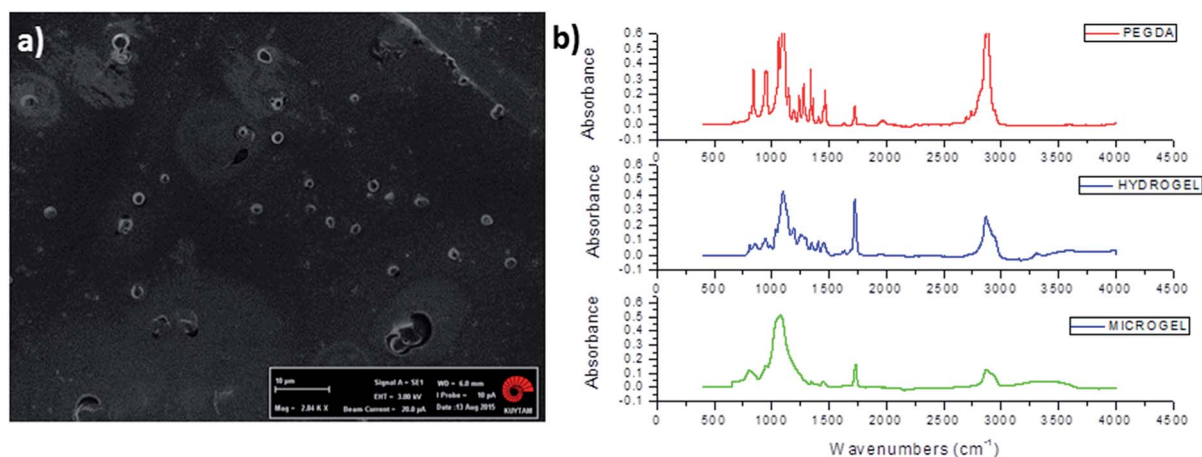 a)
10 µm
Mag = 2.04 K X
Signal A = SE1
EHT = 3.00 kV
Beam Current = 20.0 µA
WD = 6.0 mm
I Probe = 10 pA
Date :13 Aug 2015
KUYTAM
b)
PEGDA
Absorbance
0.6
0.5
0.4
0.3
0.2
0.1
0.0
-0.1
0 500 1000 1500 2000 2500 3000 3500 4000 4500
HYDROGEL
Absorbance
0.6
0.5
0.4
0.3
0.2
0.1
0.0
-0.1
0 500 1000 1500 2000 2500 3000 3500 4000 4500
MICROGEL
Absorbance
0.6
0.5
0.4
0.3
0.2
0.1
0.0
-0.1
0 500 1000 1500 2000 2500 3000 3500 4000 4500
Wavenumbers (cm⁻¹)